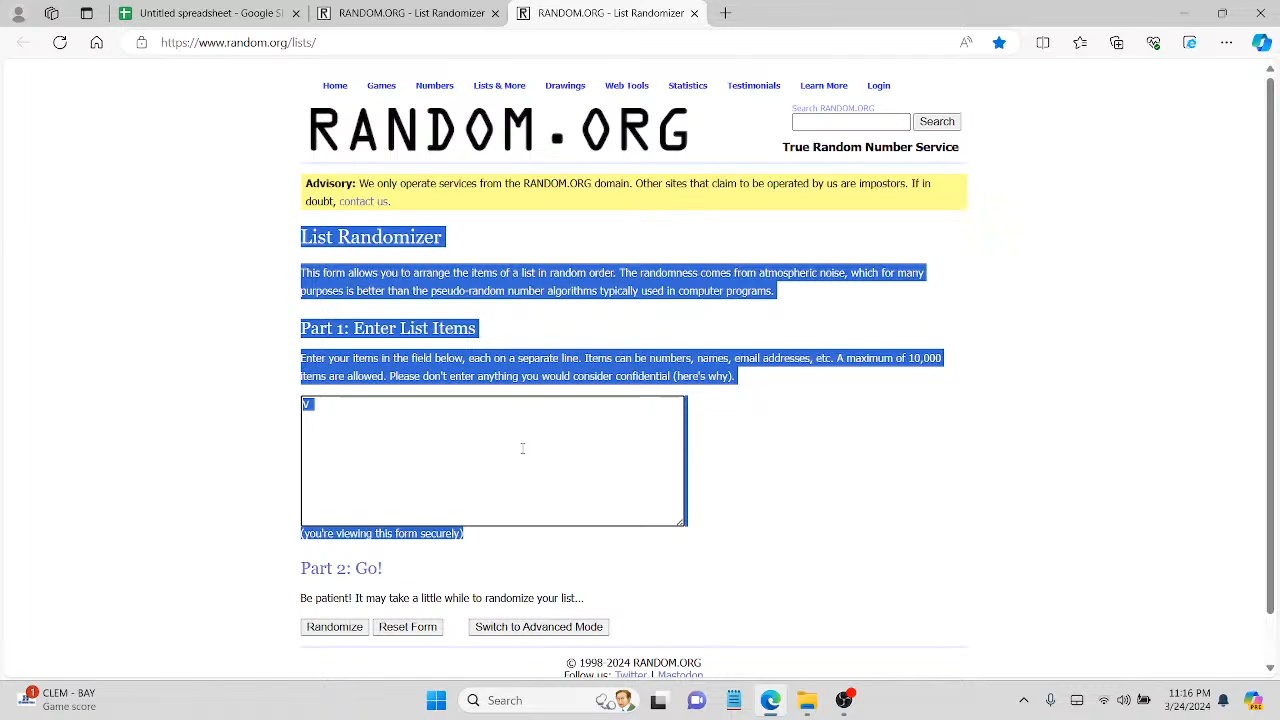 Untitled spreadsheet - Google Sl
RANDOM.ORG - List Randomizer
RANDOM.ORG - List Randomizer
https://www.random.org/lists/
Home Games Numbers Lists & More Drawings Web Tools Statistics Testimonials Learn More Login
RANDOM.ORG
Search RANDOM.ORG
Search
True Random Number Service
Advisory: We only operate services from the RANDOM.ORG domain. Other sites that claim to be operated by us are impostors. If in
doubt, contact us.
List Randomizer
This form allows you to arrange the items of a list in random order. The randomness comes from atmospheric noise, which for many
purposes is better than the pseudo-random number algorithms typically used in computer programs.
Part 1: Enter List Items
Enter your items in the field below, each on a separate line. Items can be numbers, names, email addresses, etc. A maximum of 10,000
items are allowed. Please don't enter anything you would consider confidential (here's why).
V
(you're viewing this form securely)
Part 2: Go!
Be patient! It may take a little while to randomize your list...
Randomize Reset Form Switch to Advanced Mode
© 1998-2024 RANDOM.ORG
Follow us: Twitter | Mastodon
1
CLEM - BAY
Game score
Search
11:16 PM
3/24/2024
PRE